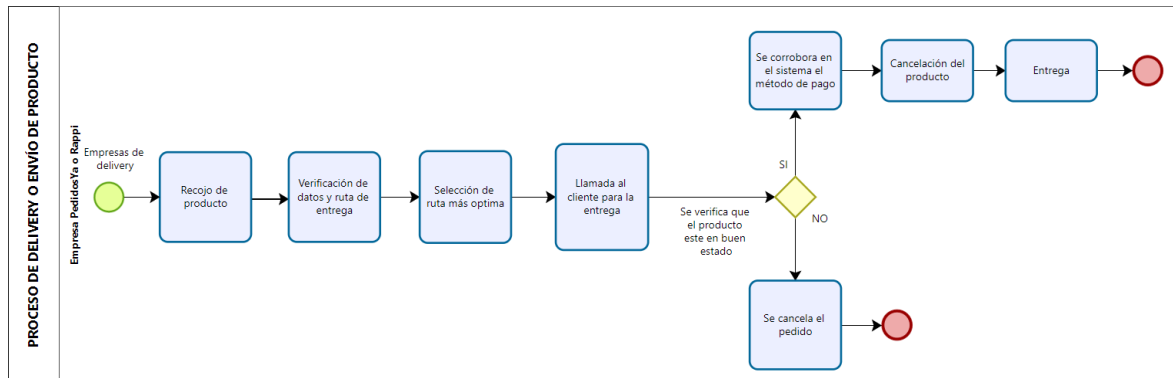 PROCESO DE DELIVERY O ENVÍO DE PRODUCTO
Empresa PedidosYa o Rappi
Empresas de
delivery
Recojo de
producto
Verificación de
datos y ruta de
entrega
Selección de
ruta más optima
Llamada al
cliente para la
entrega
Se verifica que
el producto
este en buen
estado
SI
NO
Se corrobora en
el sistema el
método de pago
Cancelación del
producto
Entrega
Se cancela el
pedido